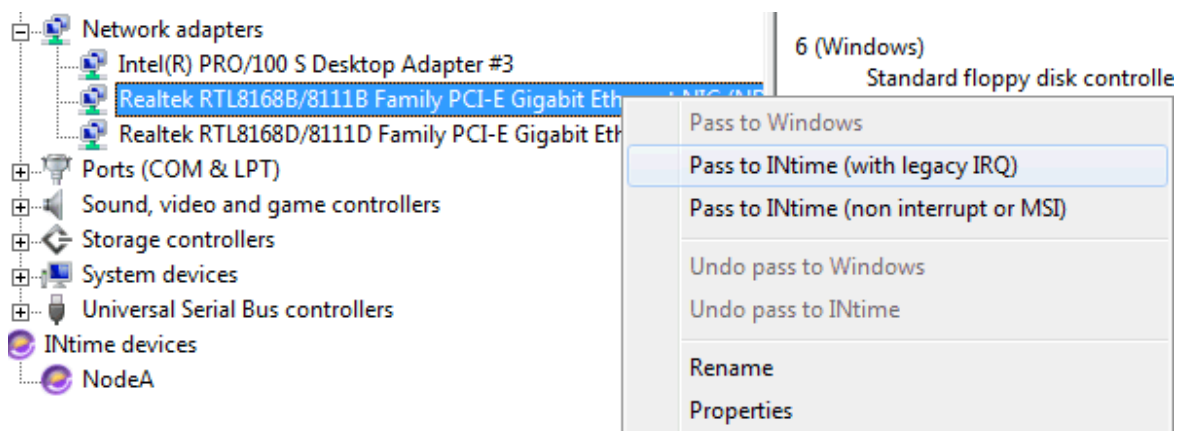 Network adapters
Intel(R) PRO/100 S Desktop Adapter #3
Realtek RTL8168B/8111B Family PCI-E Gigabit
Realtek RTL8168D/8111D Family PCI-E Gigabit
Ports (COM & LPT)
Sound, video and game controllers
Storage controllers
System devices
Universal Serial Bus controllers
INtime devices
NodeA
6 (Windows)
Standard floppy disk controlle
Pass to Windows
Pass to INtime (with legacy IRQ)
Pass to INtime (non interrupt or MSI)
Undo pass to Windows
Undo pass to INtime
Rename
Properties